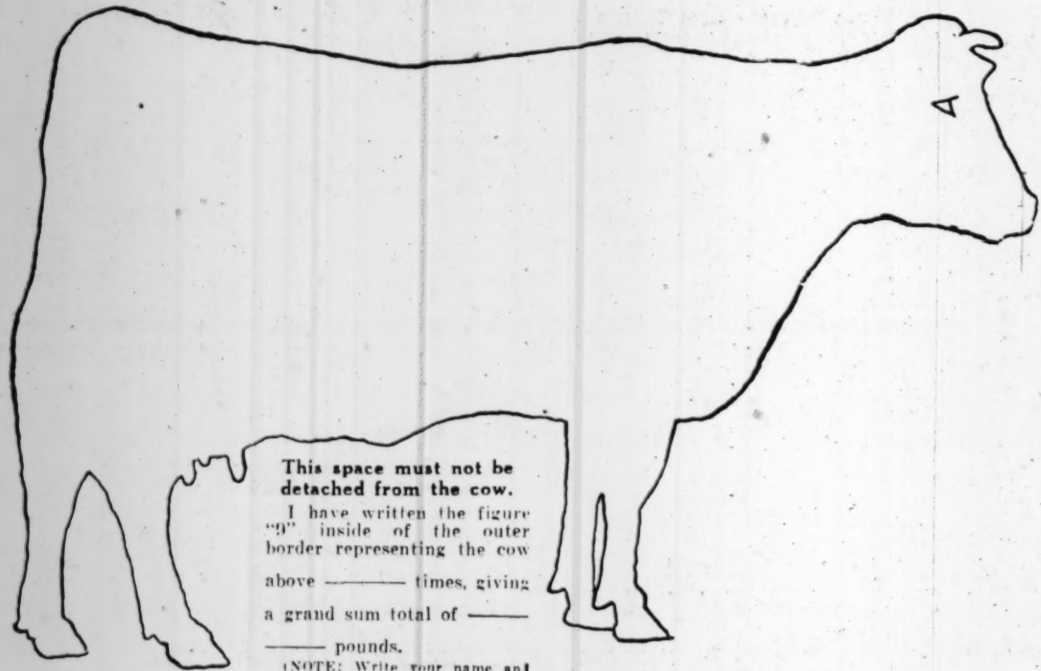 This space must not be
detached from the cow.
I have written the figure
"9" inside of the outer
border representing the cow
above ——— times, giving
a grand sum total of ———
——— pounds.
(NOTE: Write your name and